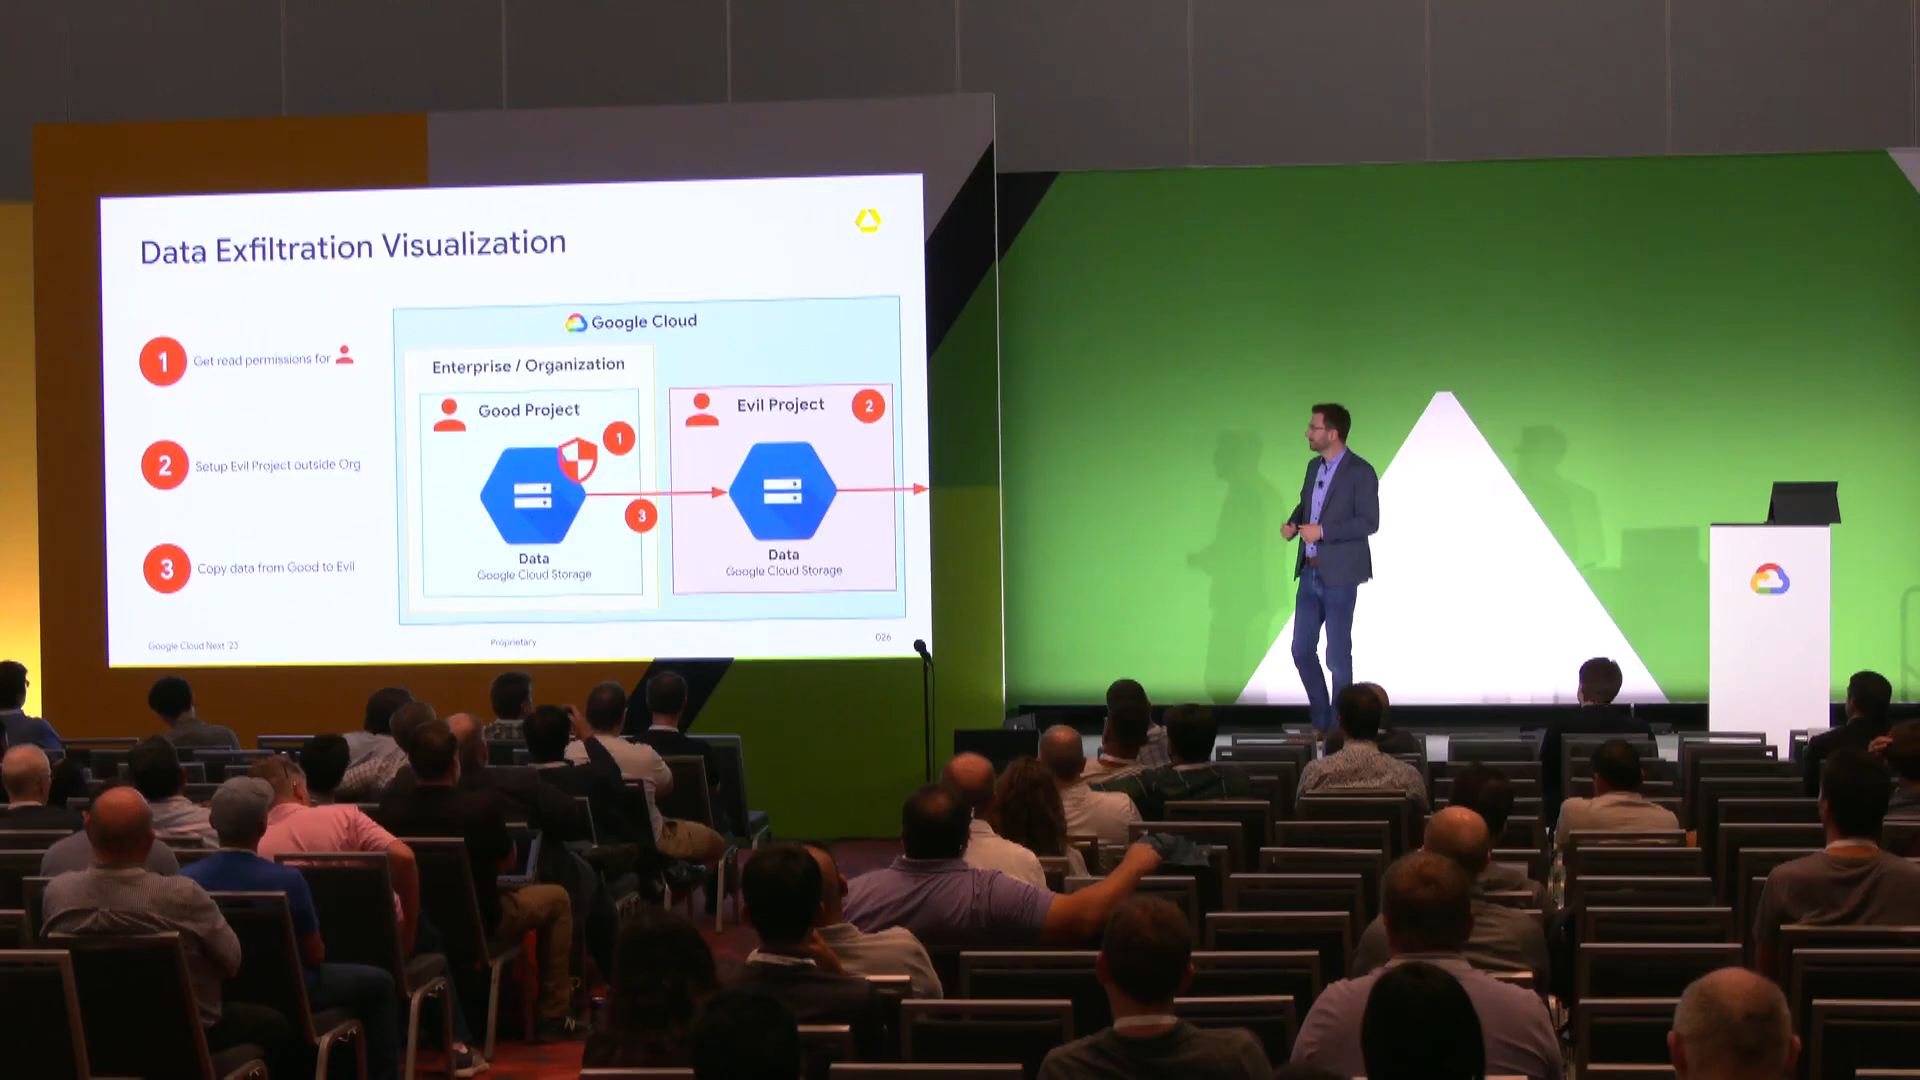 Data Exfiltration Visualization
1 Get read permissions for
2 Setup Evil Project outside Org
3 Copy data from Good to Evil
Google Cloud
Enterprise / Organization
Good Project
1
Data
Google Cloud Storage
3
Evil Project
2
Data
Google Cloud Storage
Google Cloud Next '23
Proprietary
026